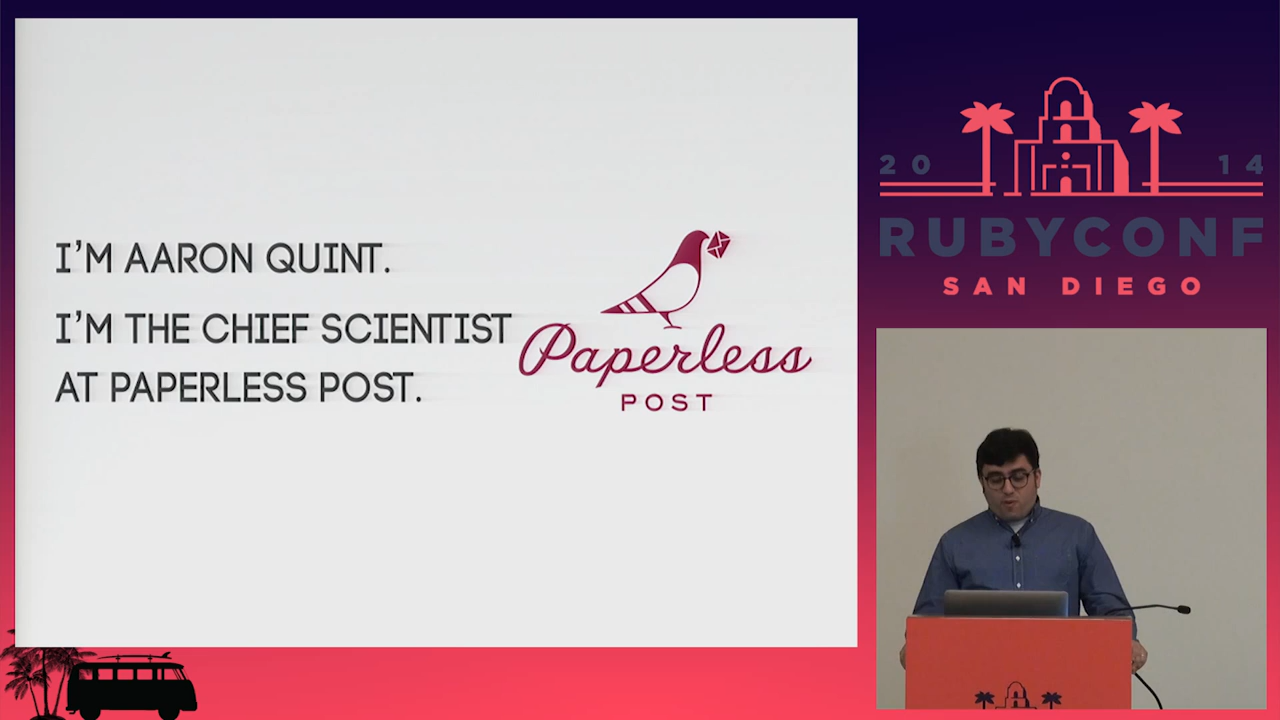 I'M AARON QUINT.
I'M THE CHIEF SCIENTIST
AT PAPERLESS POST.
Paperless
POST
20 14
RUBYCONF
SAN DIEGO